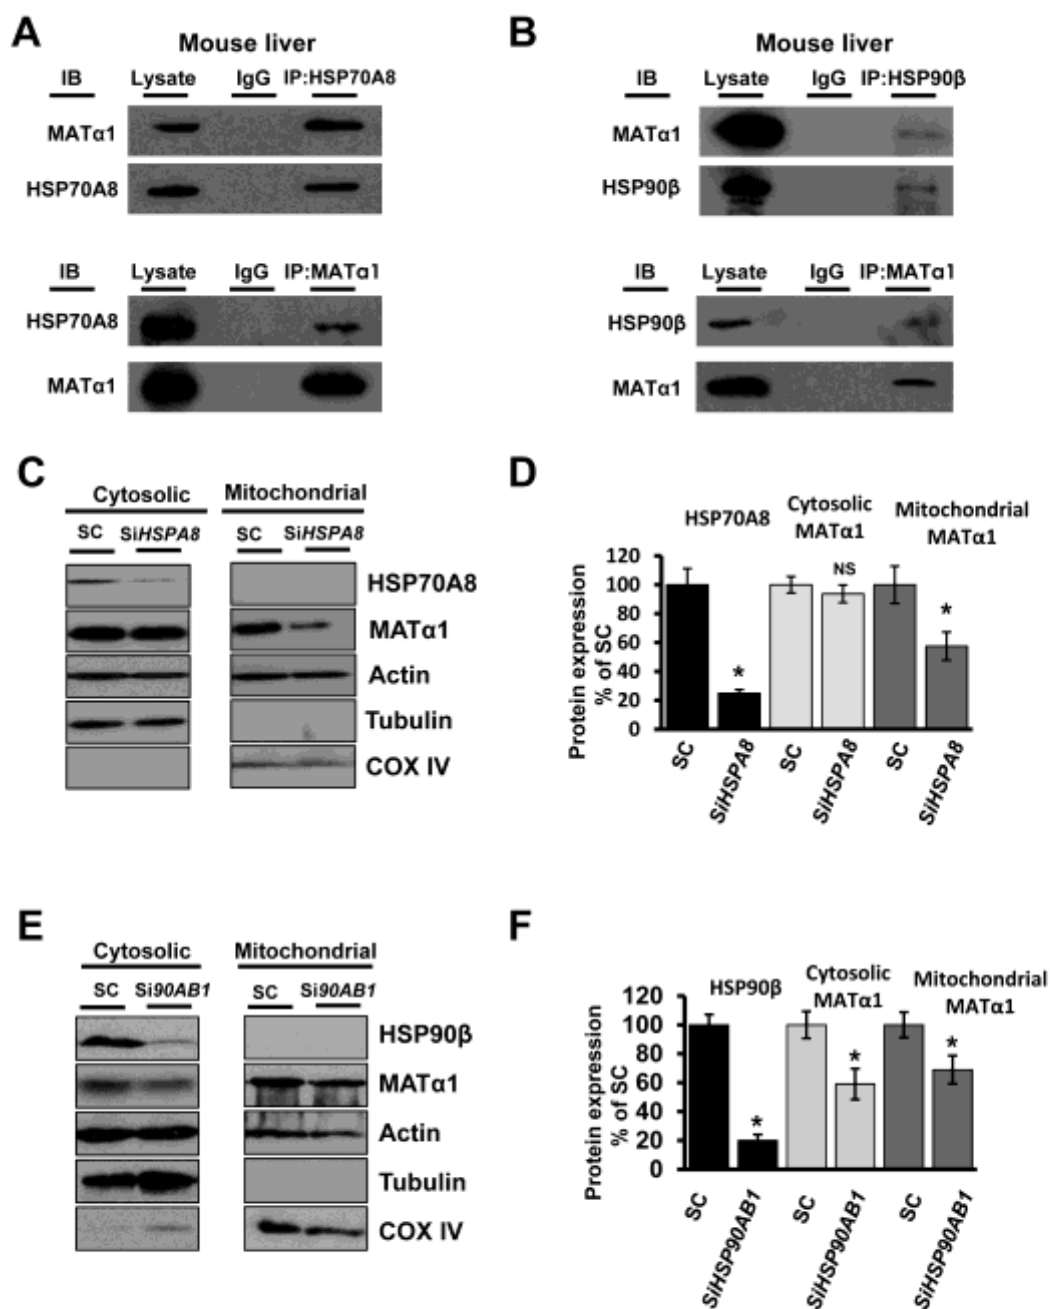 A
Mouse liver
IB Lysate IgG IP:HSP70A8
MATα1
HSP70A8
IB Lysate IgG IP:MATα1
HSP70A8
MATα1
B
Mouse liver
IB Lysate IgG IP:HSP90β
MATα1
HSP90β
IB Lysate IgG IP:MATα1
HSP90β
MATα1
C
Cytosolic Mitochondrial
SC SiHSPA8 SC SiHSPA8
HSP70A8
MATα1
Actin
Tubulin
COX IV
D
HSP70A8
Cytosolic
MATα1
Mitochondrial
MATα1
Protein expression
% of SC
120
100
80
60
40
20
0
*
NS
*
SC
SiHSPA8
SC
SiHSPA8
SC
SiHSPA8
E
Cytosolic Mitochondrial
SC Si90AB1 SC Si90AB1
HSP90β
MATα1
Actin
Tubulin
COX IV
F
HSP90β
Cytosolic
MATα1
Mitochondrial
MATα1
Protein expression
% of SC
120
100
80
60
40
20
0
*
*
*
SC
SiHSP90AB1
SC
SiHSP90AB1
SC
SiHSP90AB1